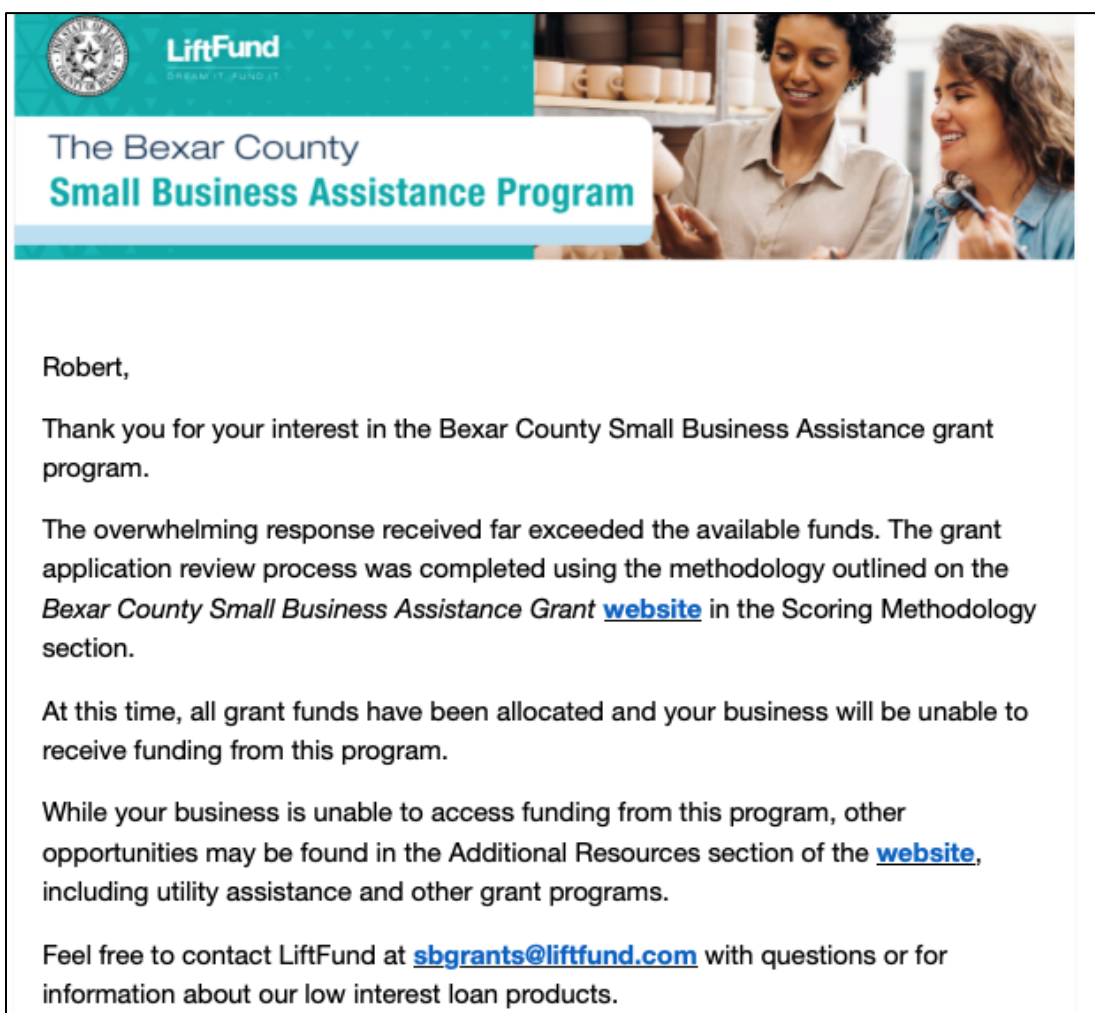 LiftFund
DREAM IT. FUND IT.
The Bexar County
Small Business Assistance Program
Robert,
Thank you for your interest in the Bexar County Small Business Assistance grant
program.
The overwhelming response received far exceeded the available funds. The grant
application review process was completed using the methodology outlined on the
Bexar County Small Business Assistance Grant website in the Scoring Methodology
section.
At this time, all grant funds have been allocated and your business will be unable to
receive funding from this program.
While your business is unable to access funding from this program, other
opportunities may be found in the Additional Resources section of the website,
including utility assistance and other grant programs.
Feel free to contact LiftFund at sbgrants@liftfund.com with questions or for
information about our low interest loan products.